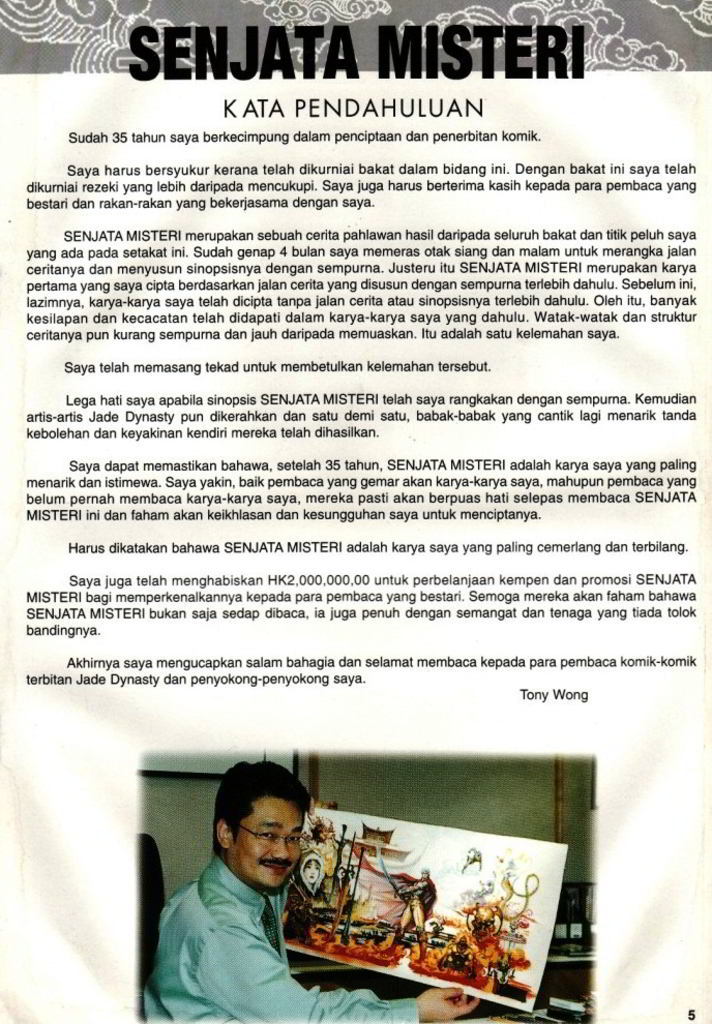 SENJATA MISTERI
KATA PENDAHULUAN
Sudah 35 tahun saya berkecimpung dalam penciptaan dan penerbitan komik.
Saya harus bersyukur kerana telah dikurniai bakat dalam bidang ini. Dengan bakat ini saya telah
dikurniai rezeki yang lebih daripada mencukupi. Saya juga harus berterima kasih kepada para pembaca yang
bestari dan rakan-rakan yang bekerjasama dengan saya.
SENJATA MISTERI merupakan sebuah cerita pahlawan hasil daripada seluruh bakat dan titik peluh saya
yang ada pada setakat ini. Sudah genap 4 bulan saya memeras otak siang dan malam untuk merangka jalan
ceritanya dan menyusun sinopsisnya dengan sempurna. Justeru itu SENJATA MISTERI merupakan karya
pertama yang saya cipta berdasarkan jalan cerita yang disusun dengan sempurna terlebih dahulu. Sebelum ini,
lazimnya, karya-karya saya telah dicipta tanpa jalan cerita atau sinopsisnya terlebih dahulu. Oleh itu, banyak
kesilapan dan kecacatan telah didapati dalam karya-karya saya yang dahulu. Watak-watak dan struktur
ceritanya pun kurang sempurna dan jauh daripada memuaskan. Itu adalah satu kelemahan saya.
Saya telah memasang tekad untuk membetulkan kelemahan tersebut.
Lega hati saya apabila sinopsis SENJATA MISTERI telah saya rangkakan dengan sempurna. Kemudian
artis-artis Jade Dynasty pun dikerahkan dan satu demi satu, babak-babak yang cantik lagi menarik tanda
kebolehan dan keyakinan kendiri mereka telah dihasilkan.
Saya dapat memastikan bahawa, setelah 35 tahun, SENJATA MISTERI adalah karya saya yang paling
menarik dan istimewa. Saya yakin, baik pembaca yang gemar akan karya-karya saya, mahupun pembaca yang
belum pernah membaca karya-karya saya, mereka pasti akan berpuas hati selepas membaca SENJATA
MISTERI ini dan faham akan keikhlasan dan kesungguhan saya untuk menciptanya.
Harus dikatakan bahawa SENJATA MISTERI adalah karya saya yang paling cemerlang dan terbilang.
Saya juga telah menghabiskan HK2,000,000,00 untuk perbelanjaan kempen dan promosi SENJATA
MISTERI bagi memperkenalkannya kepada para pembaca yang bestari. Semoga mereka akan faham bahawa
SENJATA MISTERI bukan saja sedap dibaca, ia juga penuh dengan semangat dan tenaga yang tiada tolok
bandingnya.
Akhirnya saya mengucapkan salam bahagia dan selamat membaca kepada para pembaca komik-komik
terbitan Jade Dynasty dan penyokong-penyokong saya.
Tony Wong
5